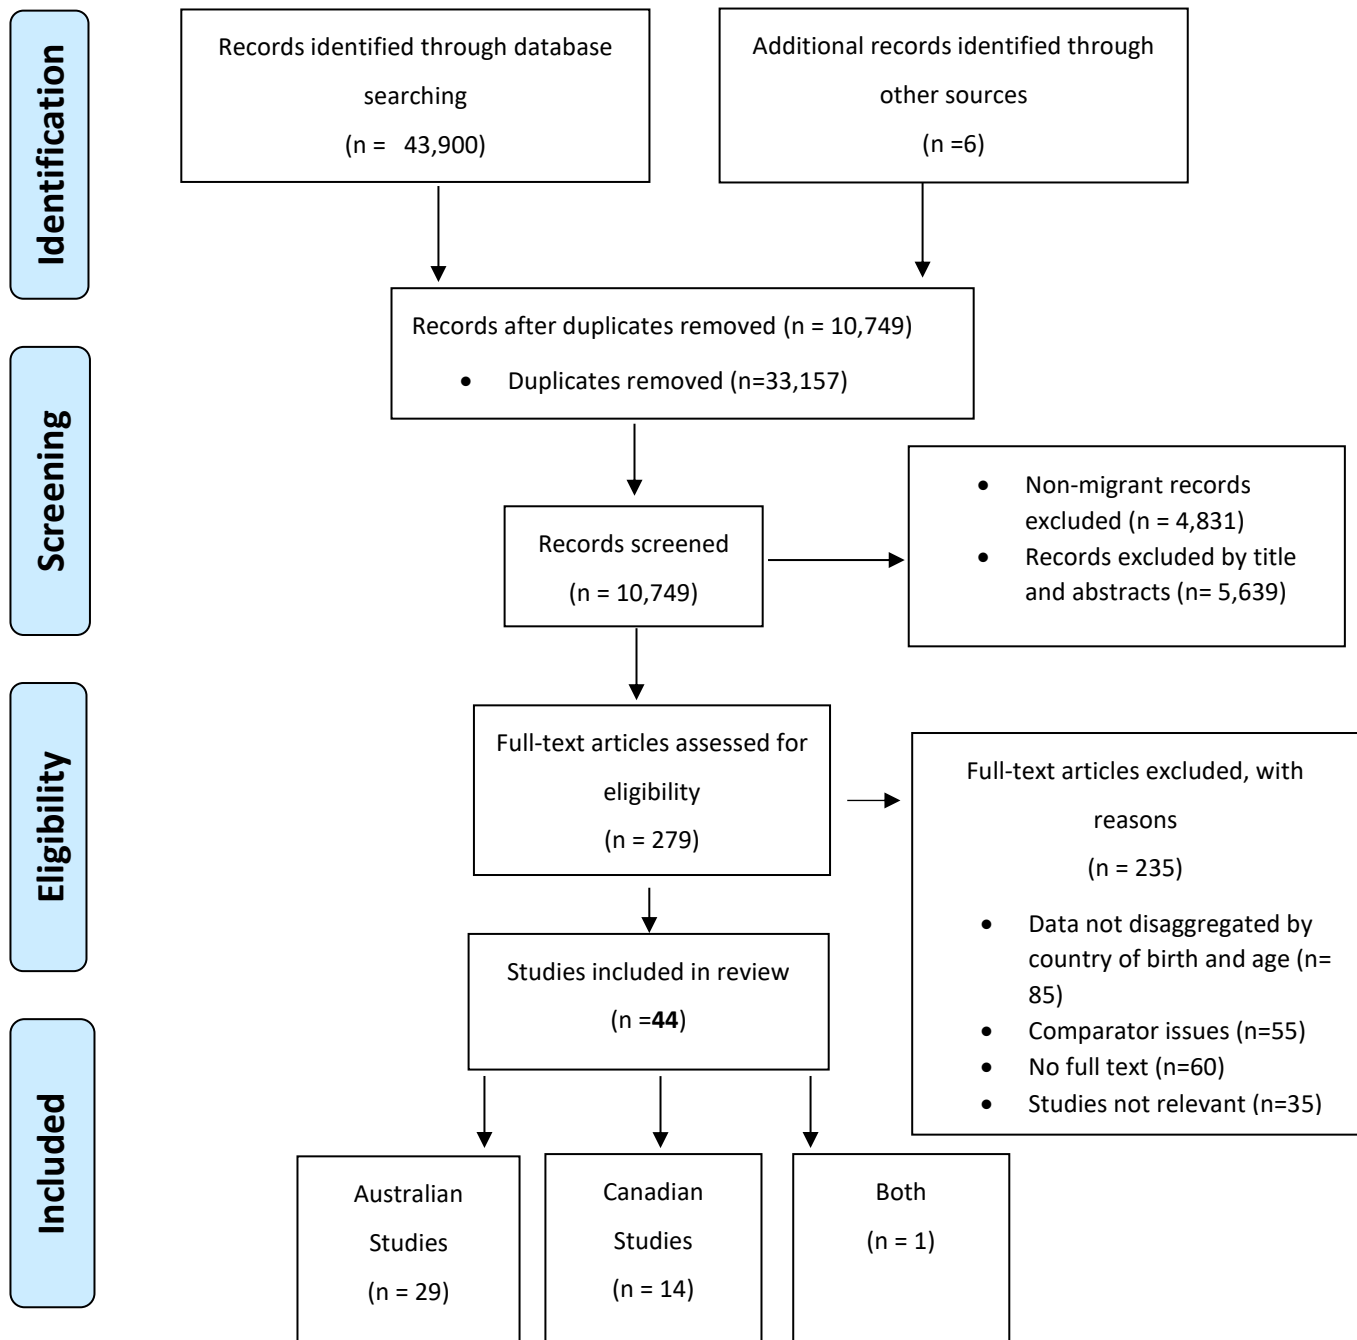 Identification
Records identified through database
searching
(n = 43,900)
Additional records identified through
other sources
(n =6)
Records after duplicates removed (n = 10,749)
• Duplicates removed (n=33,157)
Screening
Records screened
(n = 10,749)
• Non-migrant records
excluded (n = 4,831)
• Records excluded by title
and abstracts (n= 5,639)
Eligibility
Full-text articles assessed for
eligibility
(n = 279)
Full-text articles excluded, with
reasons
(n = 235)
• Data not disaggregated by
country of birth and age (n=
85)
• Comparator issues (n=55)
• No full text (n=60)
• Studies not relevant (n=35)
Studies included in review
(n =44)
Included
Australian
Studies
(n = 29)
Canadian
Studies
(n = 14)
Both
(n = 1)